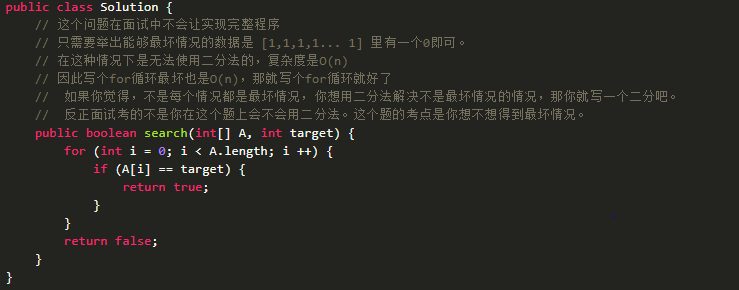 public class Solution {
// 这个问题在面试中不会让实现完整程序
// 只需要举出能够最坏情况的数据是 [1,1,1,1... 1] 里有一个0即可。
// 在这种情况下是无法使用二分法的，复杂度是O(n)
// 因此写个for循环最坏也是O(n)，那就写个for循环就好了
//  如果你觉得，不是每个情况都是最坏情况，你想用二分法解决不是最坏情况的情况，那你就写一个二分吧。
//  反正面试考的不是你在这个题上会不会用二分法。这个题的考点是你想不想得到最坏情况。
public boolean search(int[] A, int target) {
for (int i = 0; i < A.length; i ++) {
if (A[i] == target) {
return true;
}
}
return false;
}
}